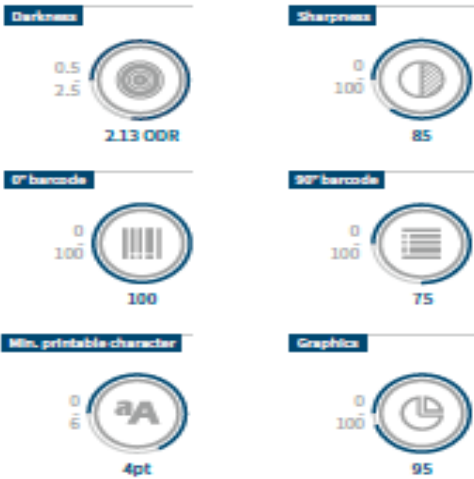 Darkness
0.5
-
2.5
2.13 ODR
Sharpness
0
-
100
85
0° barcode
0
-
100
100
90° barcode
0
-
100
75
Min. printable character
0
-
6
aA
4pt
Graphics
0
-
100
95